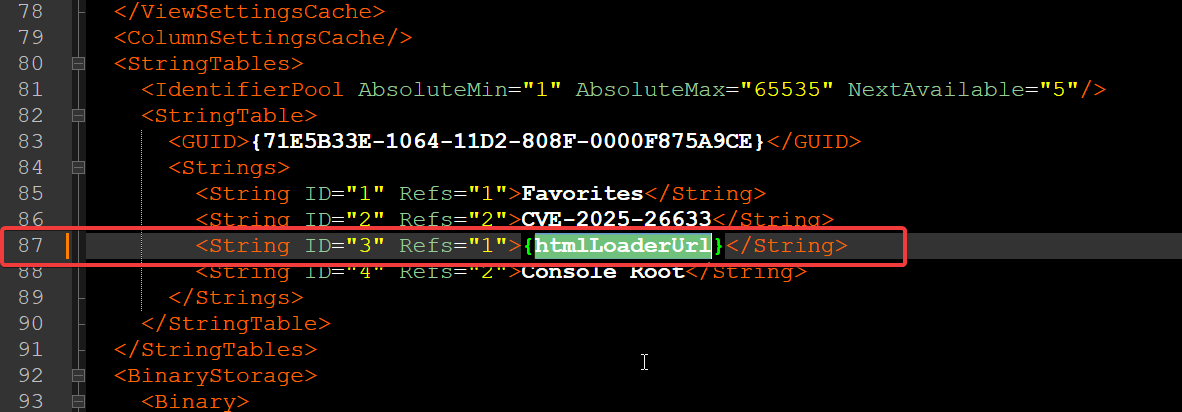 78 </ViewSettingsCache>
79 <ColumnSettingsCache/>
80 <StringTables>
81 <IdentifierPool AbsoluteMin="1" AbsoluteMax="65535" NextAvailable="5"/>
82 <StringTable>
83 <GUID>{71E5B33E-1064-11D2-808F-0000F875A9CE}</GUID>
84 <Strings>
85 <String ID="1" Refs="1">Favorites</String>
86 <String ID="2" Refs="2">CVE-2025-26633</String>
87 <String ID="3" Refs="1">{htmlLoaderUrl}</String>
88 <String ID="4" Refs="2">Console Root</String>
89 </Strings>
90 </StringTable>
91 </StringTables>
92 <BinaryStorage>
93 <Binary>